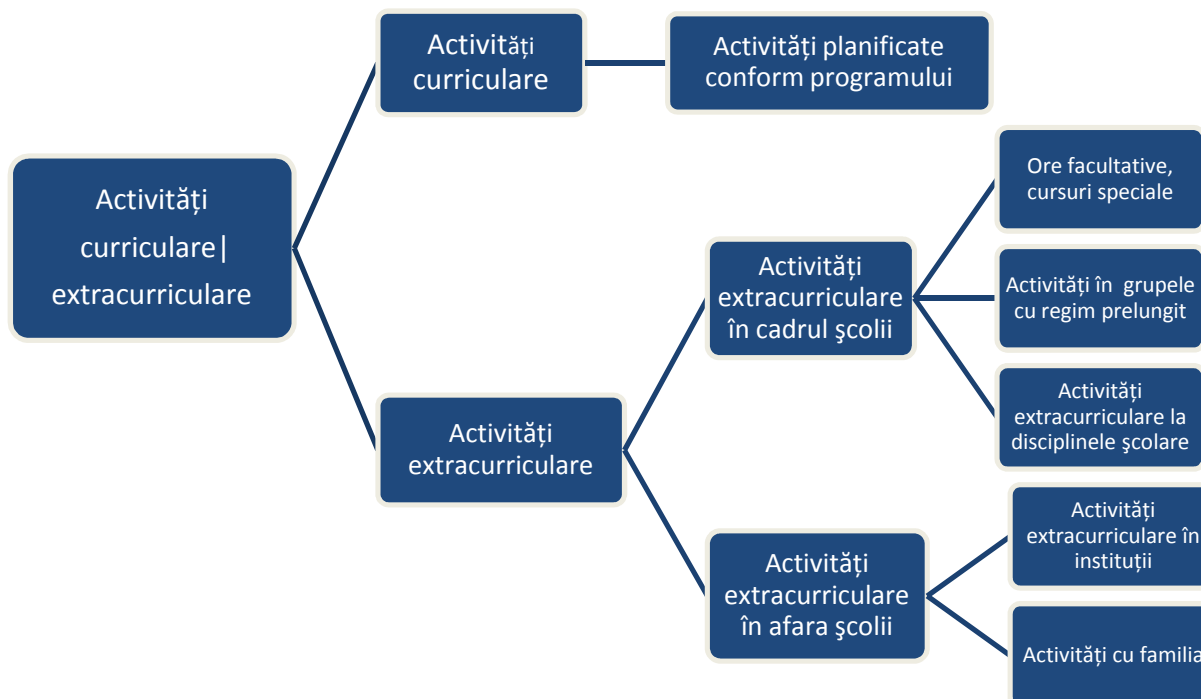 Activități
curriculare
Activități planificate
conform programului
Activități
curriculare|
extracurriculare
Activități
extracurriculare
Activități
extracurriculare
în cadrul şcolii
Ore facultative,
cursuri speciale
Activități în grupele
cu regim prelungit
Activități
extracurriculare la
disciplinele şcolare
Activități
extracurriculare
în afara şcolii
Activități
extracurriculare în
instituții
Activități cu familia